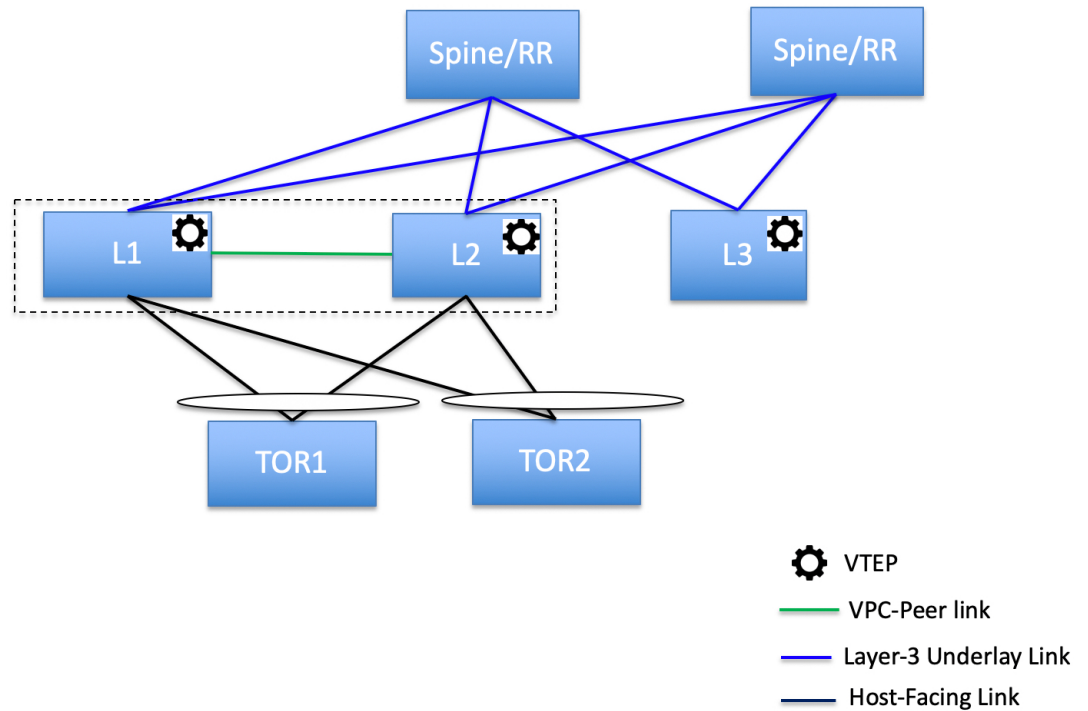 Spine/RR
Spine/RR
L1
L2
L3
TOR1
TOR2
VTEP
VPC-Peer link
Layer-3 Underlay Link
Host-Facing Link